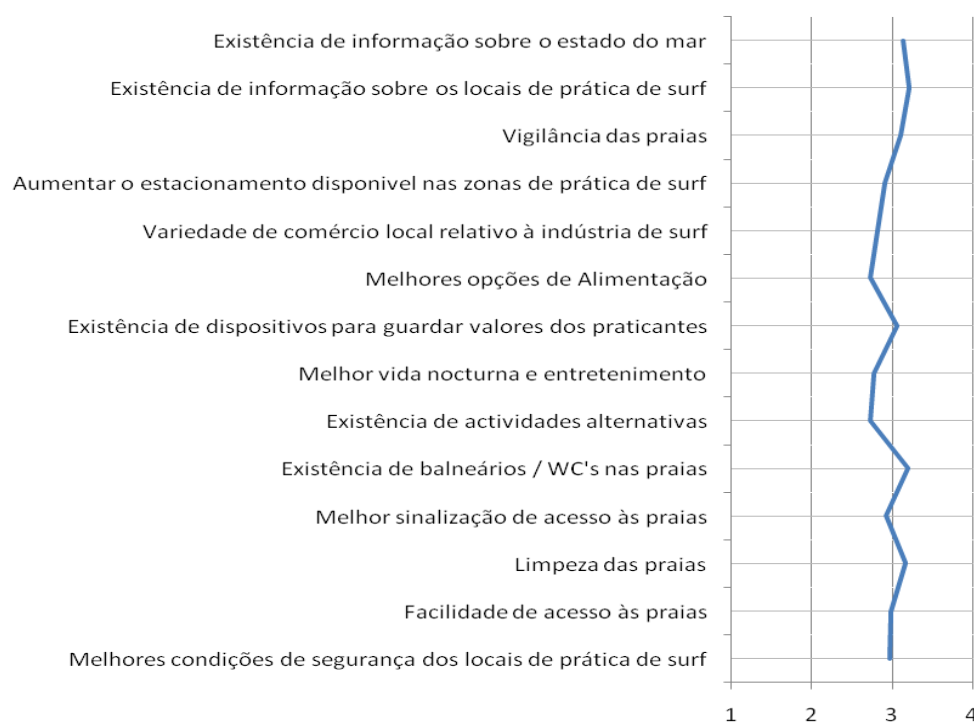 Existência de informação sobre o estado do mar
Existência de informação sobre os locais de prática de surf
Vigilância das praias
Aumentar o estacionamento disponivel nas zonas de prática de surf
Variedade de comércio local relativo à indústria de surf
Melhores opções de Alimentação
Existência de dispositivos para guardar valores dos praticantes
Melhor vida nocturna e entretenimento
Existência de actividades alternativas
Existência de balneários / WC's nas praias
Melhor sinalização de acesso às praias
Limpeza das praias
Facilidade de acesso às praias
Melhores condições de segurança dos locais de prática de surf
1 2 3 4